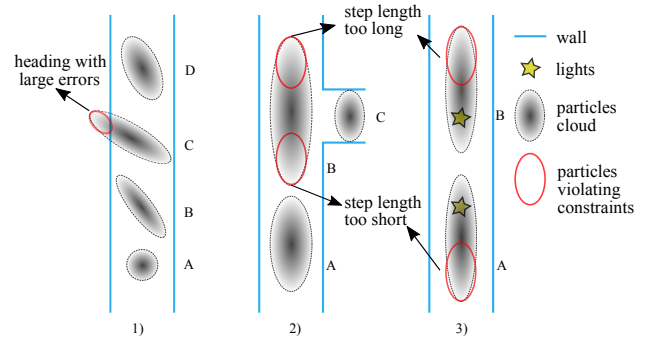 step length
too long
heading with
large errors
D
C
B
A
1)
C
B
A
2)
step length
too short
B
A
3)
wall
lights
particles
cloud
particles
violating
constraints